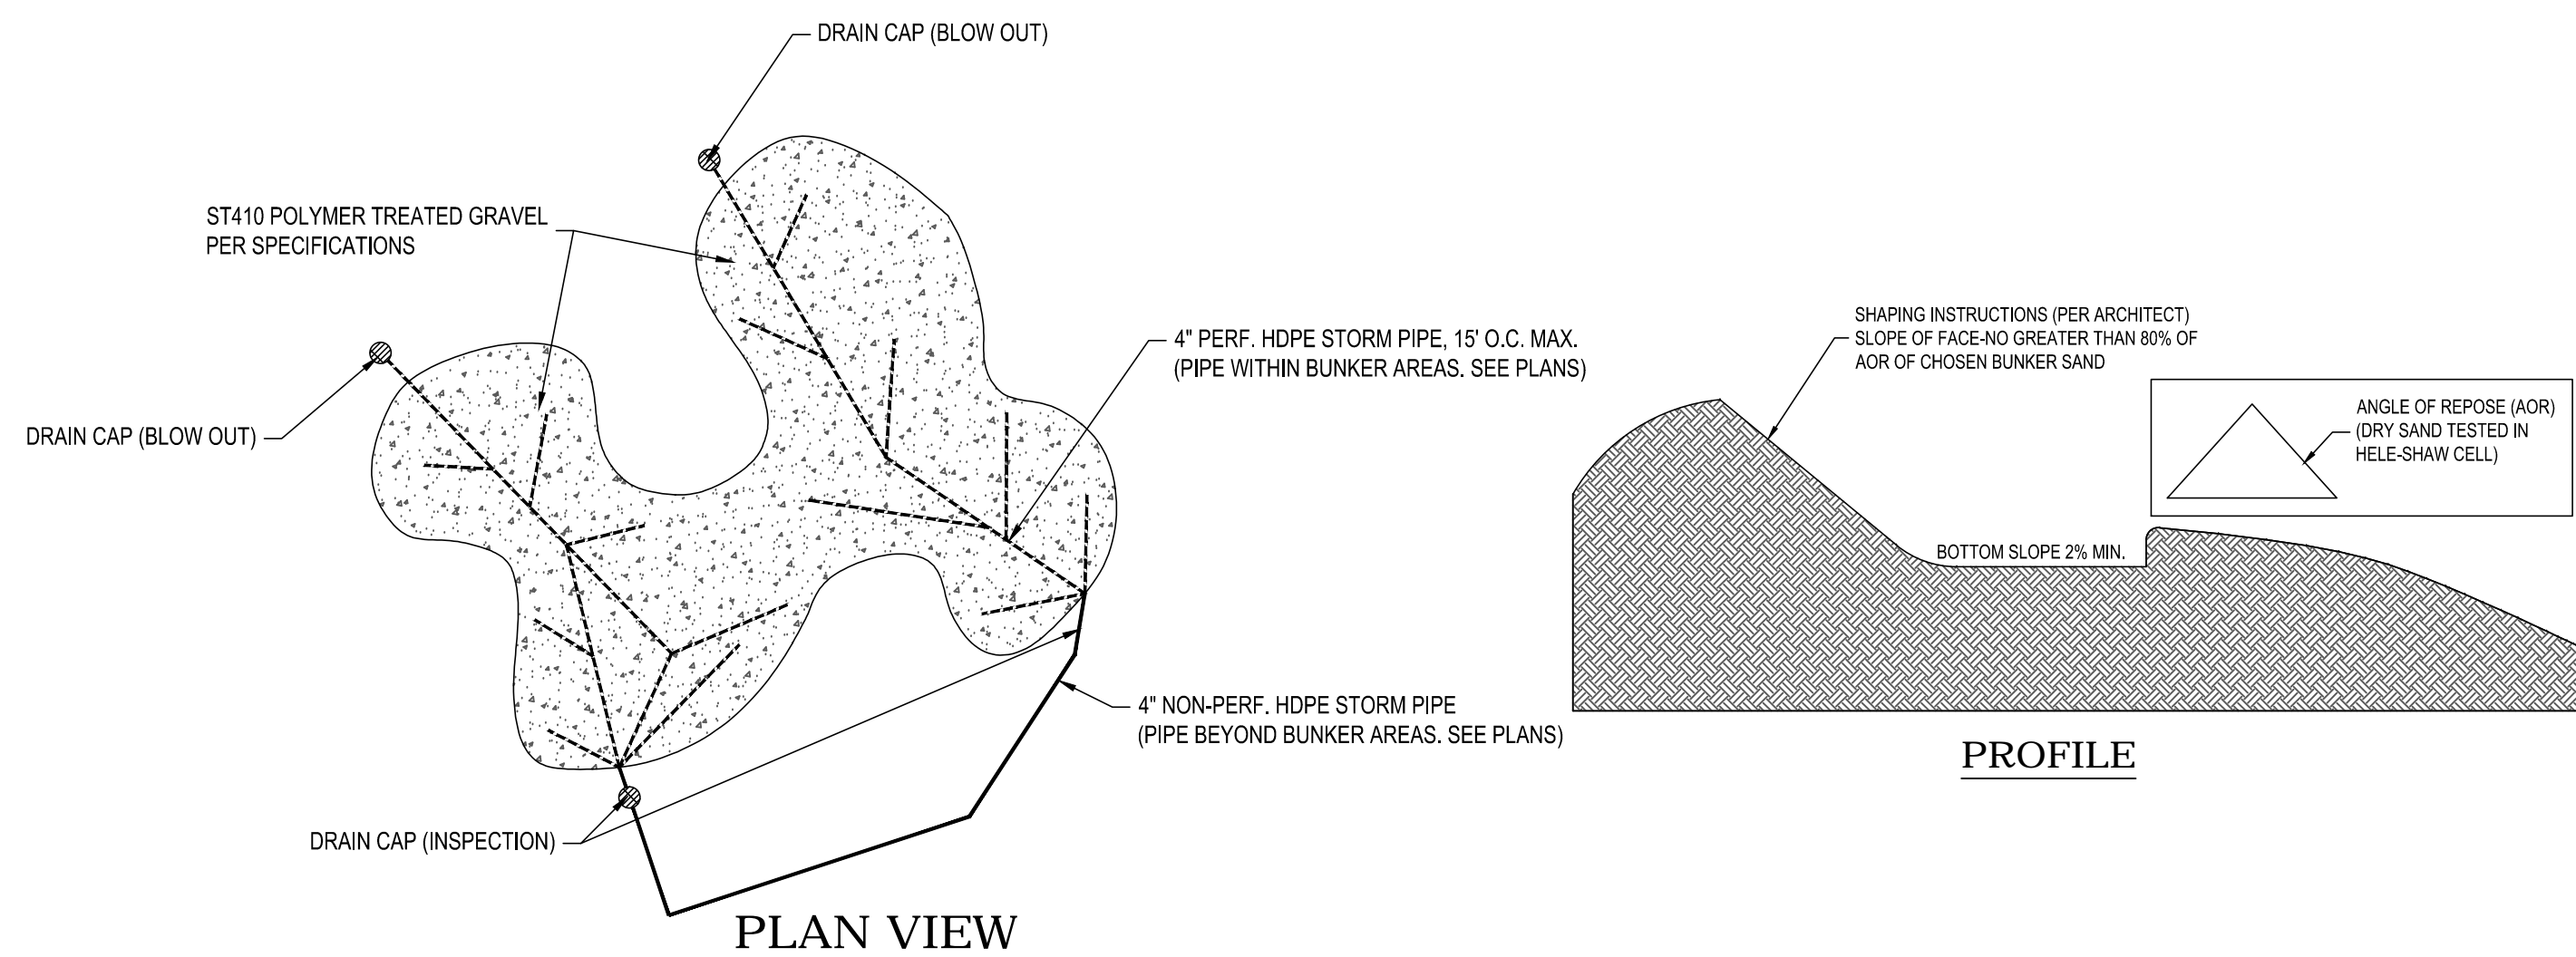 DRAIN CAP (BLOW OUT)
ST410 POLYMER TREATED GRAVEL
PER SPECIFICATIONS
DRAIN CAP (BLOW OUT)
4" PERF. HDPE STORM PIPE, 15' O.C. MAX.
(PIPE WITHIN BUNKER AREAS. SEE PLANS)
4" NON-PERF. HDPE STORM PIPE
(PIPE BEYOND BUNKER AREAS. SEE PLANS)
DRAIN CAP (INSPECTION)
PLAN VIEW
SHAPING INSTRUCTIONS (PER ARCHITECT)
SLOPE OF FACE-NO GREATER THAN 80% OF
AOR OF CHOSEN BUNKER SAND
ANGLE OF REPOSE (AOR)
(DRY SAND TESTED IN
HELE-SHAW CELL)
BOTTOM SLOPE 2% MIN.
PROFILE